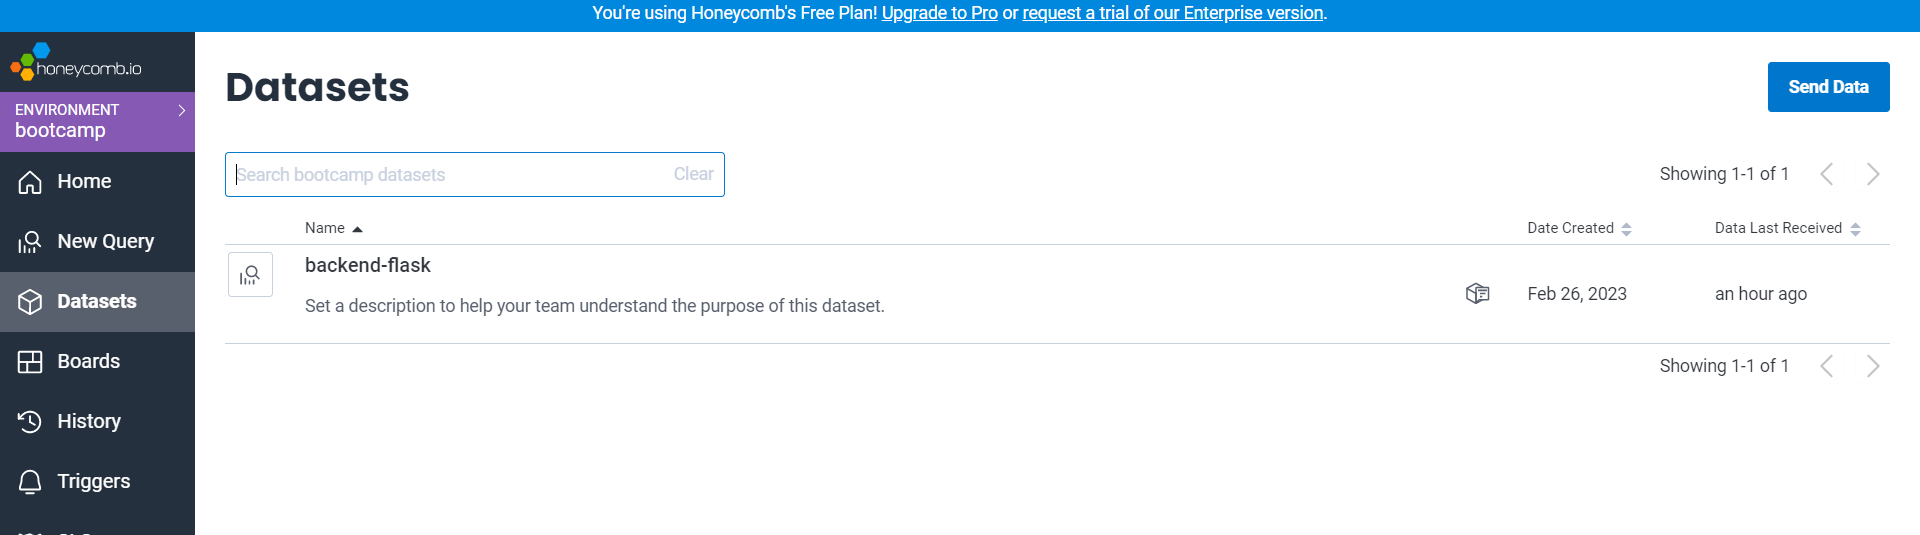 You're using Honeycomb's Free Plan! Upgrade to Pro or request a trial of our Enterprise version.
honeycomb.io
ENVIRONMENT
bootcamp
Home
New Query
Datasets
Boards
History
Triggers
Datasets
Send Data
Search bootcamp datasets
Clear
Showing 1-1 of 1
Name
Date Created
Data Last Received
backend-flask
Set a description to help your team understand the purpose of this dataset.
Feb 26, 2023
an hour ago
Showing 1-1 of 1